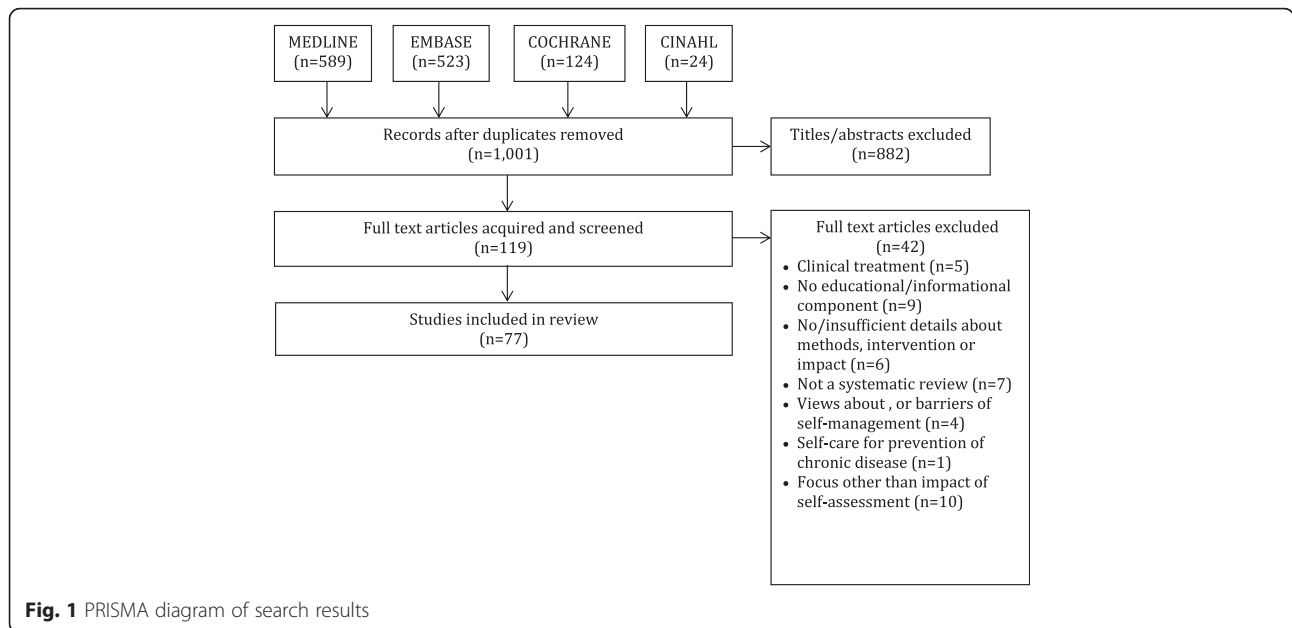 MEDLINE
(n=589)
EMBASE
(n=523)
COCHRANE
(n=124)
CINAHL
(n=24)
Records after duplicates removed
(n=1,001)
Titles/abstracts excluded
(n=882)
Full text articles acquired and screened
(n=119)
Full text articles excluded
(n=42)
• Clinical treatment (n=5)
• No educational/informational
component (n=9)
• No/insufficient details about
methods, intervention or
impact (n=6)
• Not a systematic review (n=7)
• Views about , or barriers of
self-management (n=4)
• Self-care for prevention of
chronic disease (n=1)
• Focus other than impact of
self-assessment (n=10)
Studies included in review
(n=77)
Fig. 1 PRISMA diagram of search results